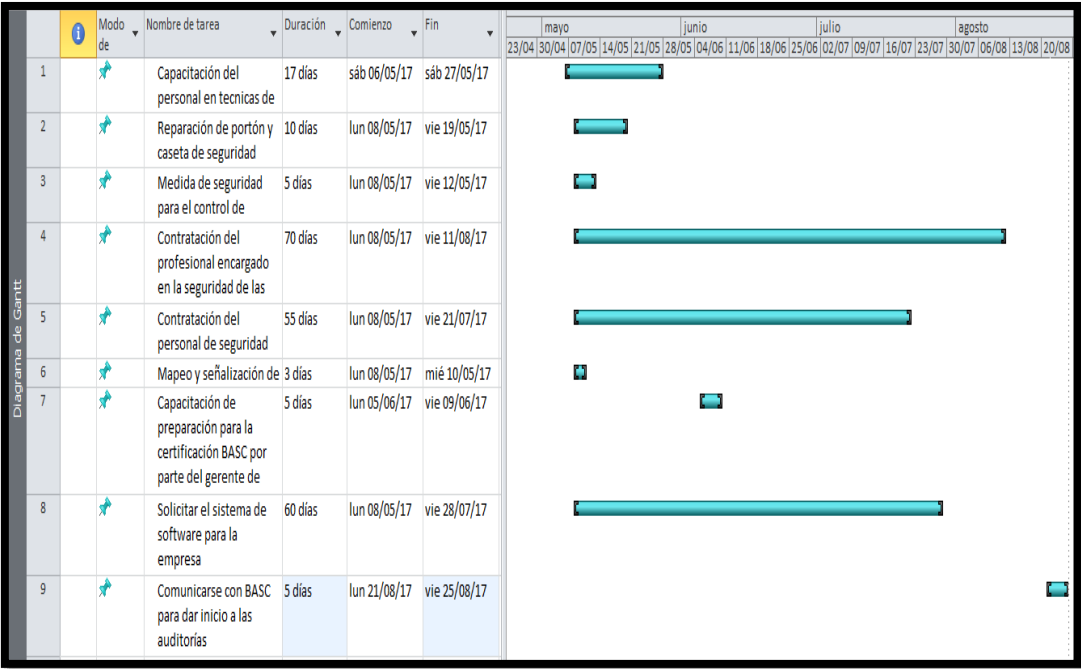 Diagrama de Gantt
Modo de
Nombre de tarea
Duración
Comienzo
Fin
mayo junio julio agosto
23/04 30/04 07/05 14/05 21/05 28/05 04/06 11/06 18/06 25/06 02/07 09/07 16/07 23/07 30/07 06/08 13/08 20/08
1 Capacitación del 17 días sáb 06/05/17 sáb 27/05/17
personal en tecnicas de
2 Reparación de portón y 10 días lun 08/05/17 vie 19/05/17
caseta de seguridad
3 Medida de seguridad 5 días lun 08/05/17 vie 12/05/17
para el control de
4 Contratación del 70 días lun 08/05/17 vie 11/08/17
profesional encargado
en la seguridad de las
5 Contratación del 55 días lun 08/05/17 vie 21/07/17
personal de seguridad
6 Mapeo y señalización de 3 días lun 08/05/17 mié 10/05/17
7 Capacitación de 5 días lun 05/06/17 vie 09/06/17
preparación para la
certificación BASC por
parte del gerente de
8 Solicitar el sistema de 60 días lun 08/05/17 vie 28/07/17
software para la
empresa
9 Comunicarse con BASC 5 días lun 21/08/17 vie 25/08/17
para dar inicio a las
auditorías